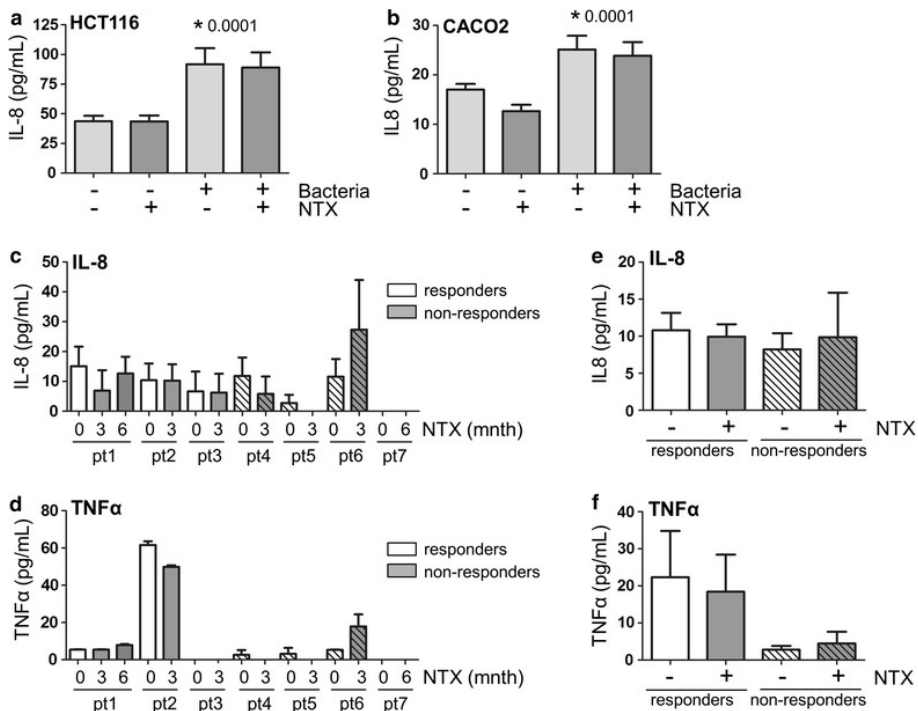 a HCT116
IL-8 (pg/mL)
125
100
75
50
25
0
* 0.0001
- - + + Bacteria
- + - + NTX
b CACO2
IL8 (pg/mL)
30
20
10
0
* 0.0001
- - + + Bacteria
- + - + NTX
c IL-8
IL-8 (pg/mL)
50
40
30
20
10
0
responders
non-responders
0 3 6 0 3 0 3 0 3 0 3 0 3 0 6 NTX (mnth)
pt1 pt2 pt3 pt4 pt5 pt6 pt7
e IL-8
IL8 (pg/mL)
20
15
10
5
0
- + - + NTX
responders non-responders
d TNFα
TNFα (pg/mL)
80
60
40
20
0
responders
non-responders
0 3 6 0 3 0 3 0 3 0 3 0 3 0 6 NTX (mnth)
pt1 pt2 pt3 pt4 pt5 pt6 pt7
f TNFα
TNFα (pg/mL)
40
30
20
10
0
- + - + NTX
responders non-responders